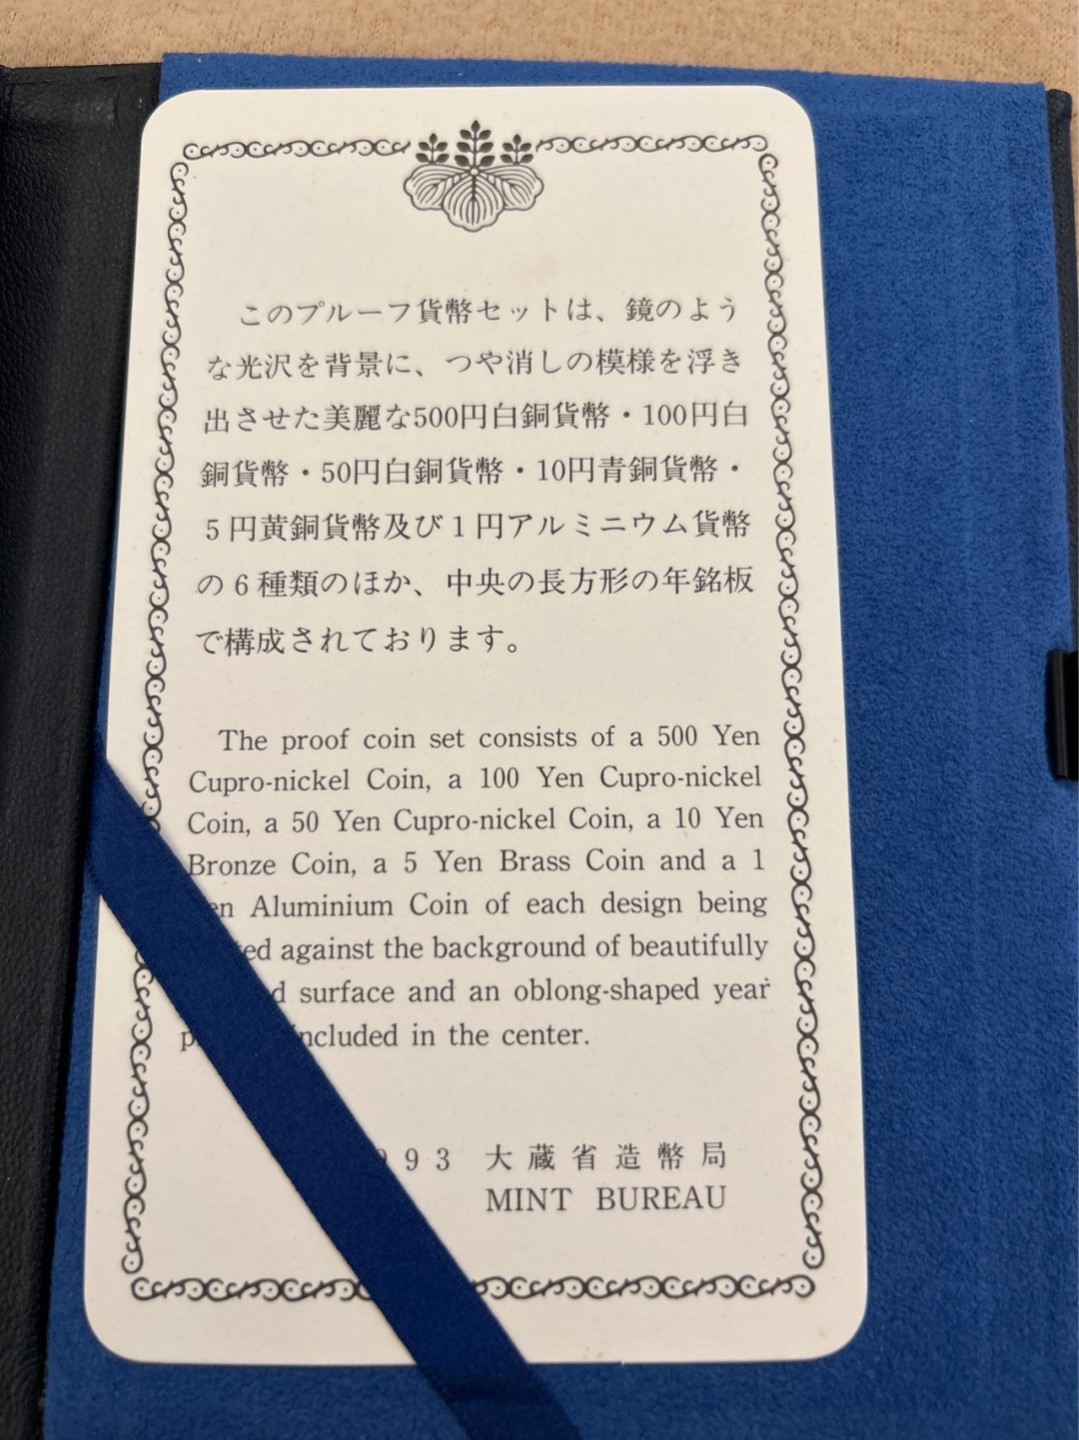 このプルーフ貨幣セットは、鏡のよう
な光沢を背景に、つや消しの模様を浮き
出させた美麗な500円白銅貨幣・100円白
銅貨幣・50円白銅貨幣・10円青銅貨幣・
5円黄銅貨幣及び1円アルミニウム貨幣
の6種類のほか、中央の長方形の年銘板
で構成されております。
The proof coin set consists of a 500 Yen
Cupro-nickel Coin, a 100 Yen Cupro-nickel
Coin, a 50 Yen Cupro-nickel Coin, a 10 Yen
Bronze Coin, a 5 Yen Brass Coin and a 1
Aluminium Coin of each design being
against the background of beautifully
surface and an oblong-shaped year
included in the center.
993 大蔵省造幣局
MINT BUREAU